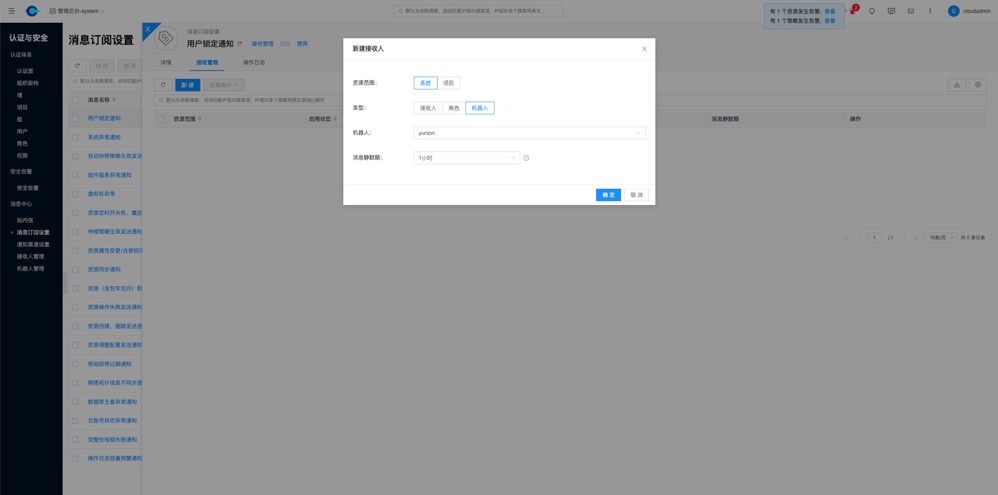 管理后台-system
默认为名称搜索，自动匹配IP或ID搜索项，IP或ID多个搜索用英文...
有 1 个资源发生告警，查看
有 1 个策略发生告警，查看
2
C cloudadmin
认证与安全
认证体系
认证源
组织架构
域
项目
组
用户
角色
权限
安全告警
安全告警
消息中心
站内信
消息订阅设置
通知渠道设置
接收人管理
机器人管理
消息订阅设置
启用 禁用
默认为名称搜索，自动匹配IP或ID
消息名称
用户锁定通知
系统异常通知
自动快照策略生效发送
组件服务异常通知
虚拟机异常
资源定时开关机、重启
伸缩策略生效发送通知
资源属性变更(含密码变
资源同步通知
资源（含包年包月）即
资源操作失败发送通知
资源创建、删除发送通
资源调整配置发送通知
密码即将过期通知
网络拓扑信息不同步通
数据库主备异常通知
云账号状态异常通知
完整性校验失败通知
操作日志容量预警通知
消息订阅设置
用户锁定通知
接收管理 启用 禁用
详情 接收管理 操作日志
新 建 批量操作
默认为名称搜索，自动匹配IP或ID搜索项，IP或ID多个搜索用英文竖线(|)隔开
资源范围 启用状态 消息静默期 操作
1 / 1 10条/页 共 0 条记录
新建接收人
资源范围：
系统 项目
类型：
接收人 角色 机器人
机器人：
yunion
消息静默期：
1小时
确 定 取 消